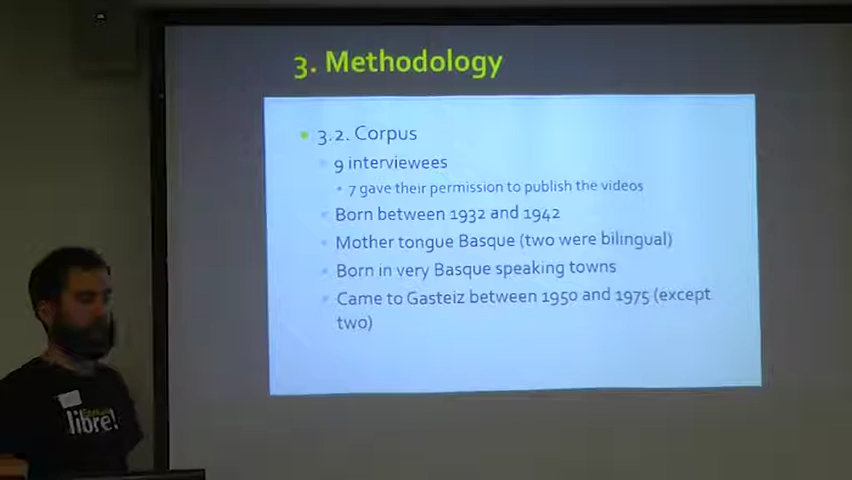 3. Methodology
3.2. Corpus
9 interviewees
7 gave their permission to publish the videos
Born between 1932 and 1942
Mother tongue Basque (two were bilingual)
Born in very Basque speaking towns
Came to Gasteiz between 1950 and 1975 (except
two)
libre!